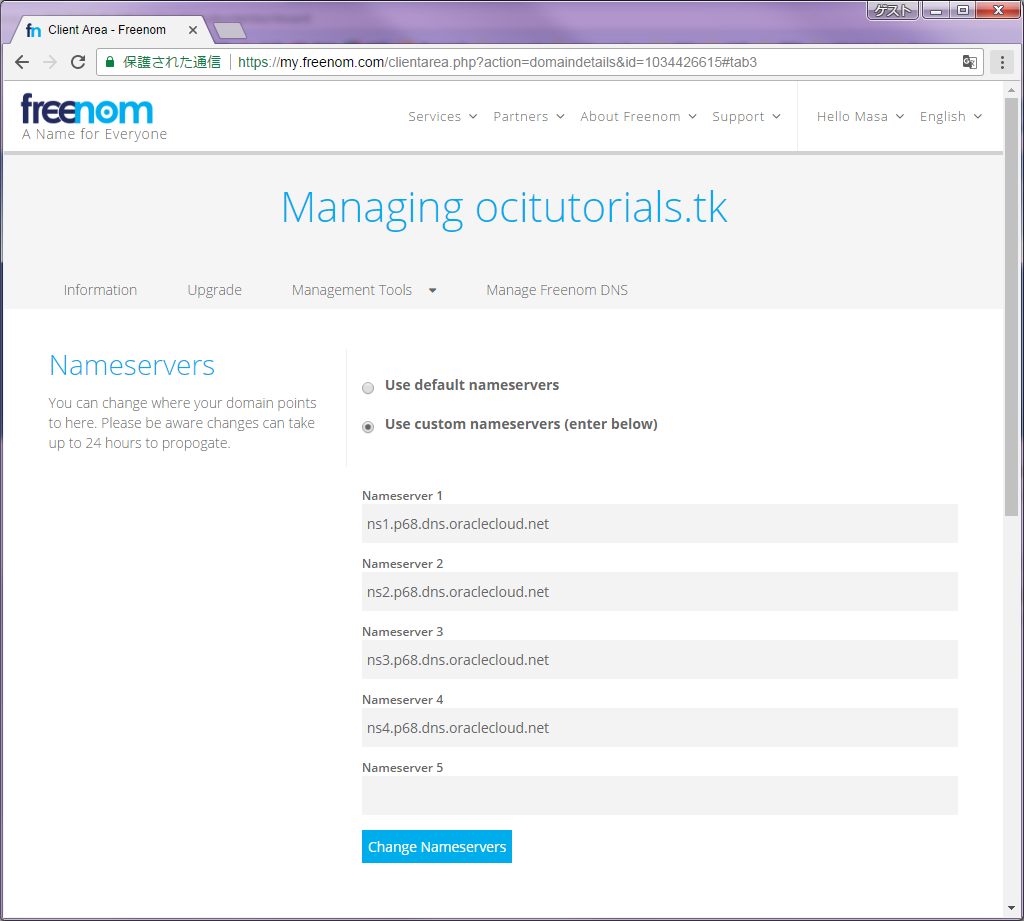 ゲスト
fn Client Area - Freenom
保護された通信 https://my.freenom.com/clientarea.php?action=domaindetails&id=1034426615#tab3
freenom
A Name for Everyone
Services Partners About Freenom Support Hello Masa English
Managing ocitutorials.tk
Information Upgrade Management Tools Manage Freenom DNS
Nameservers
You can change where your domain points
to here. Please be aware changes can take
up to 24 hours to propogate.
Use default nameservers
Use custom nameservers (enter below)
Nameserver 1
ns1.p68.dns.oraclecloud.net
Nameserver 2
ns2.p68.dns.oraclecloud.net
Nameserver 3
ns3.p68.dns.oraclecloud.net
Nameserver 4
ns4.p68.dns.oraclecloud.net
Nameserver 5
Change Nameservers